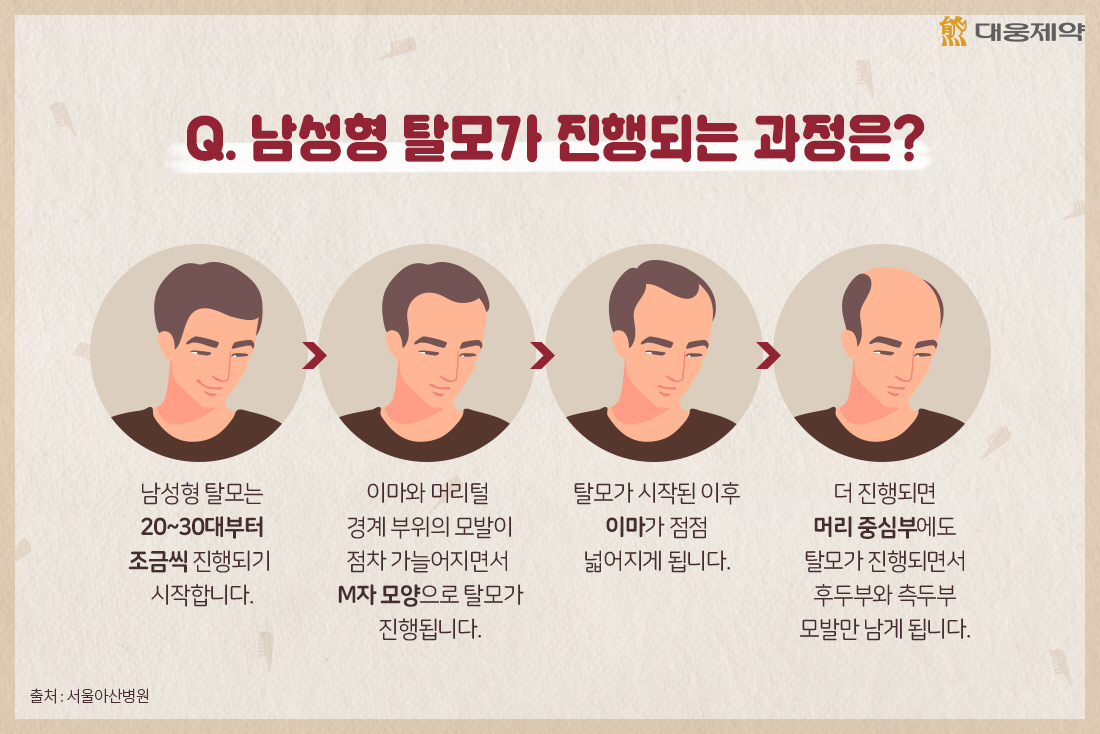 대웅제약
Q. 남성형 탈모가 진행되는 과정은?
남성형 탈모는
20~30대부터
조금씩 진행되기
시작합니다.
이마와 머리털
경계 부위의 모발이
점차 가늘어지면서
M자 모양으로 탈모가
진행됩니다.
탈모가 시작된 이후
이마가 점점
넓어지게 됩니다.
더 진행되면
머리 중심부에도
탈모가 진행되면서
후두부와 측두부
모발만 남게 됩니다.
출처 : 서울아산병원